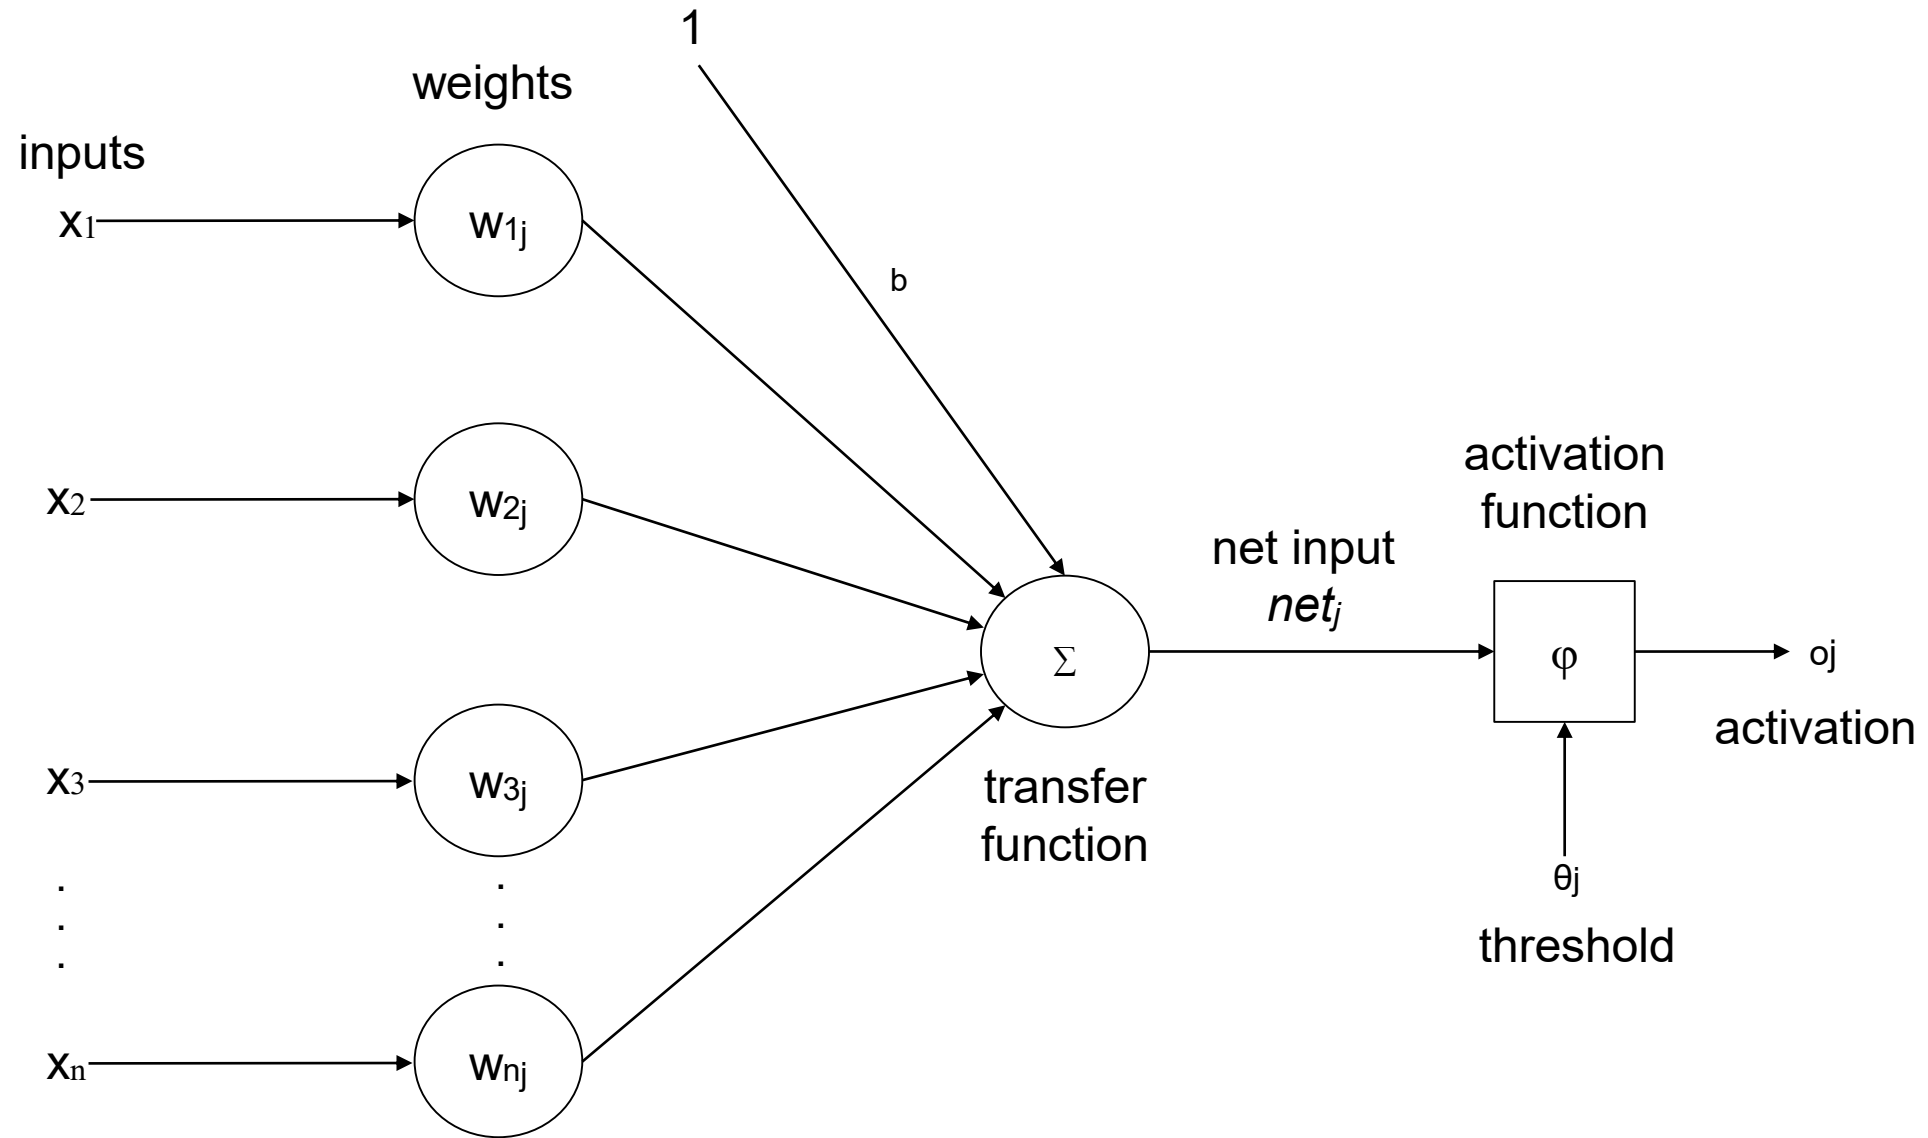 1
weights
inputs
x1
w1j
b
x2
w2j
activation
function
net input
netj
∑
φ
oj
activation
x3
w3j
transfer
function
.
.
.
.
.
.
θj
threshold
xn
wnj